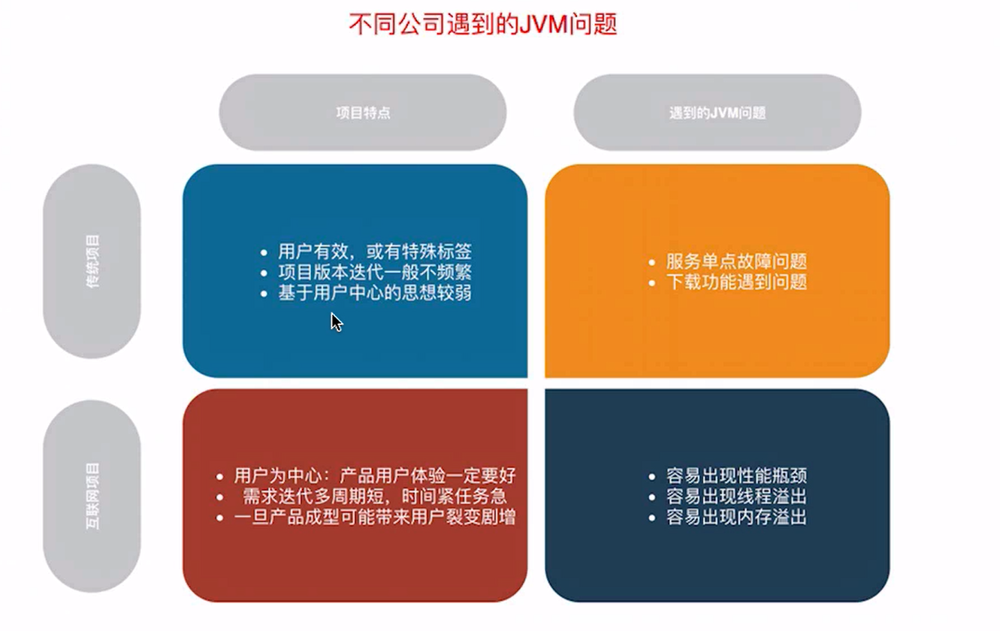 不同公司遇到的JVM问题
项目特点
遇到的JVM问题
传统项目
用户有效，或有特殊标签
项目版本迭代一般不频繁
基于用户中心的思想较弱
服务单点故障问题
下载功能遇到问题
互联网项目
用户为中心：产品用户体验一定要好
需求迭代多周期短，时间紧任务急
一旦产品成型可能带来用户裂变剧增
容易出现性能瓶颈
容易出现线程溢出
容易出现内存溢出